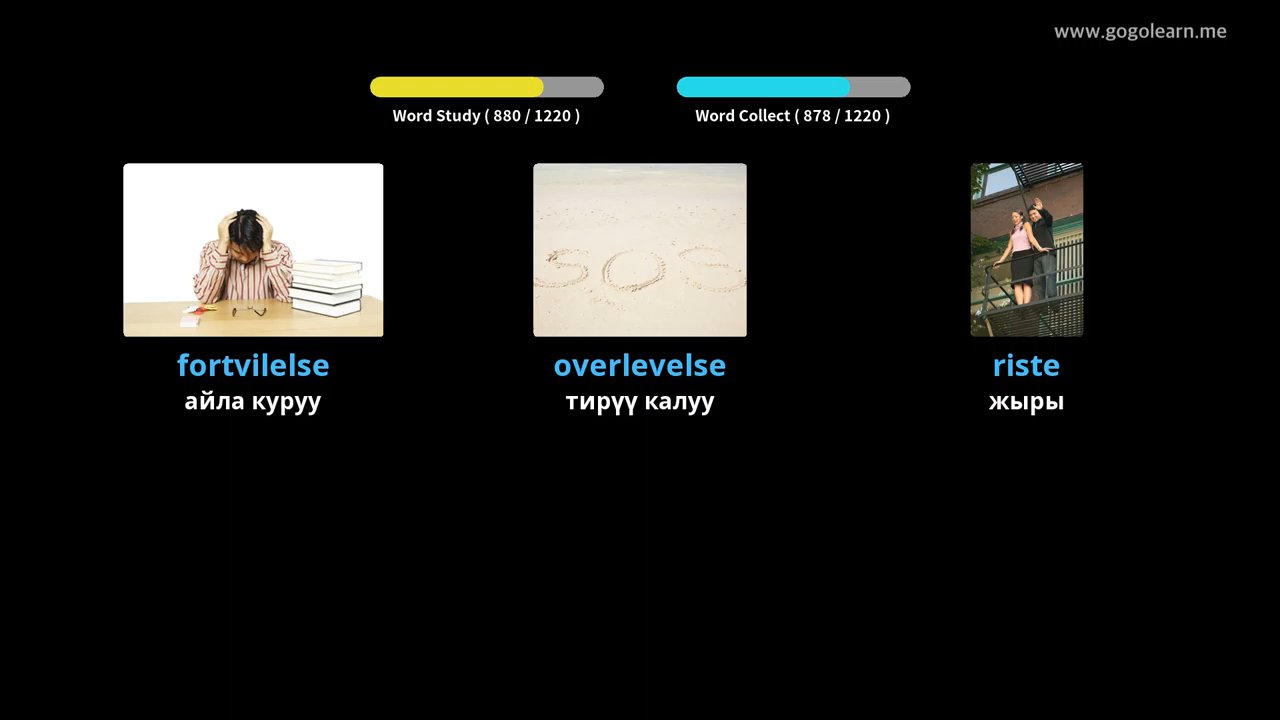 www.gogolearn.me
Word Study ( 880 / 1220 )
Word Collect ( 878 / 1220 )
SOS
fortvilelse
айла куруу
overlevelse
тирүү калуу
riste
жыры